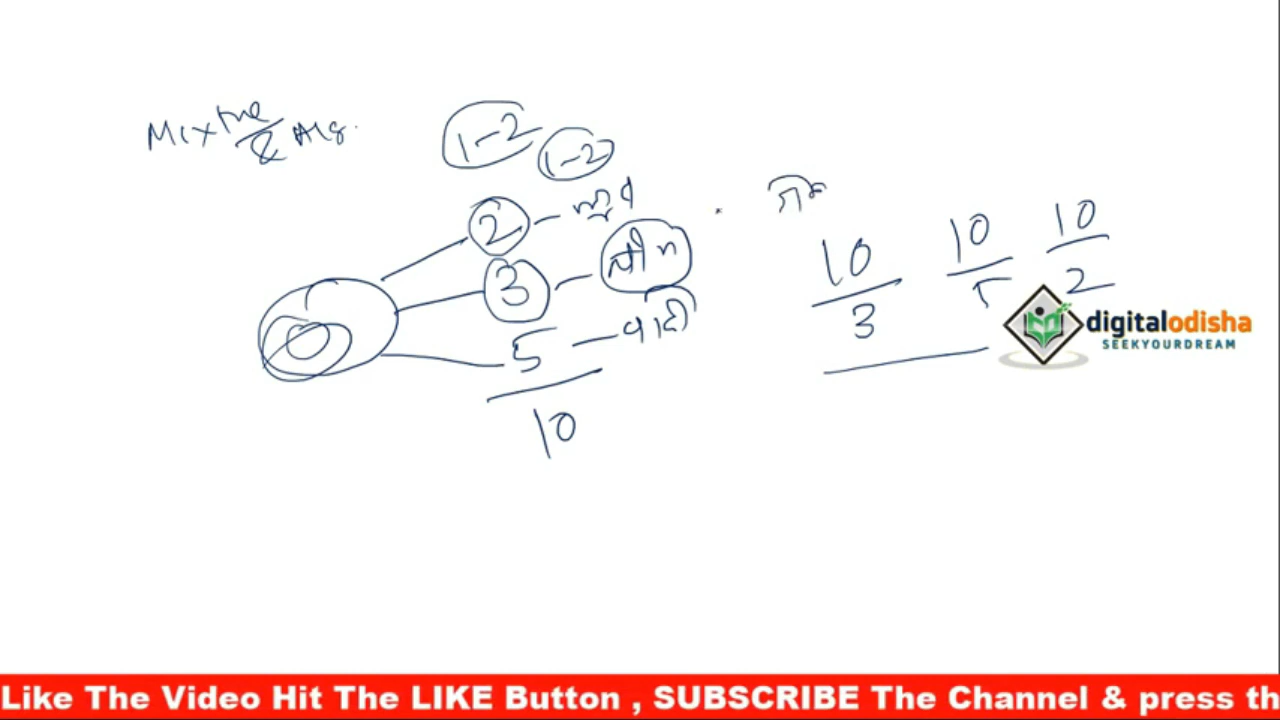 Mixture & Alg.
1-2
1-2
2 -
3 -
5 -
10
10/3 10/5 10/2
digitalodisha
SEEKYOURDREAM
Like The Video Hit The LIKE Button , SUBSCRIBE The Channel & press th